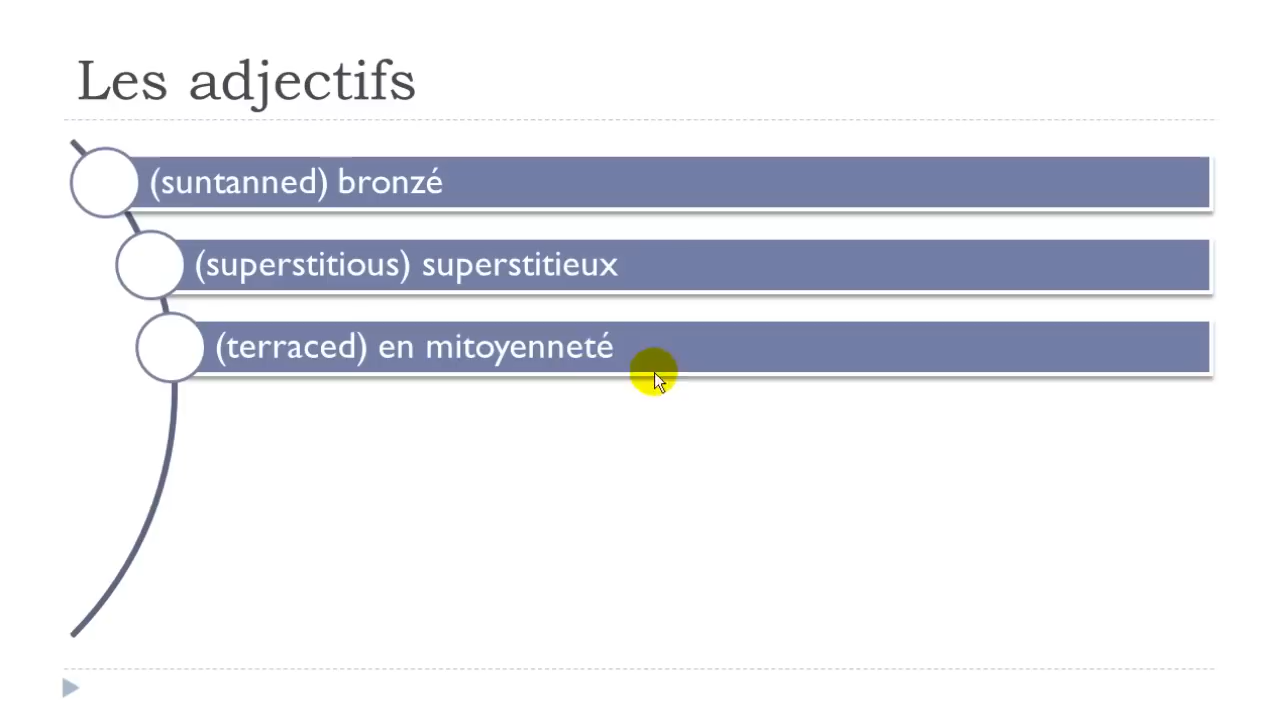 Les adjectifs
(suntanned) bronzé
(superstitious) superstitieux
(terraced) en mitoyenneté